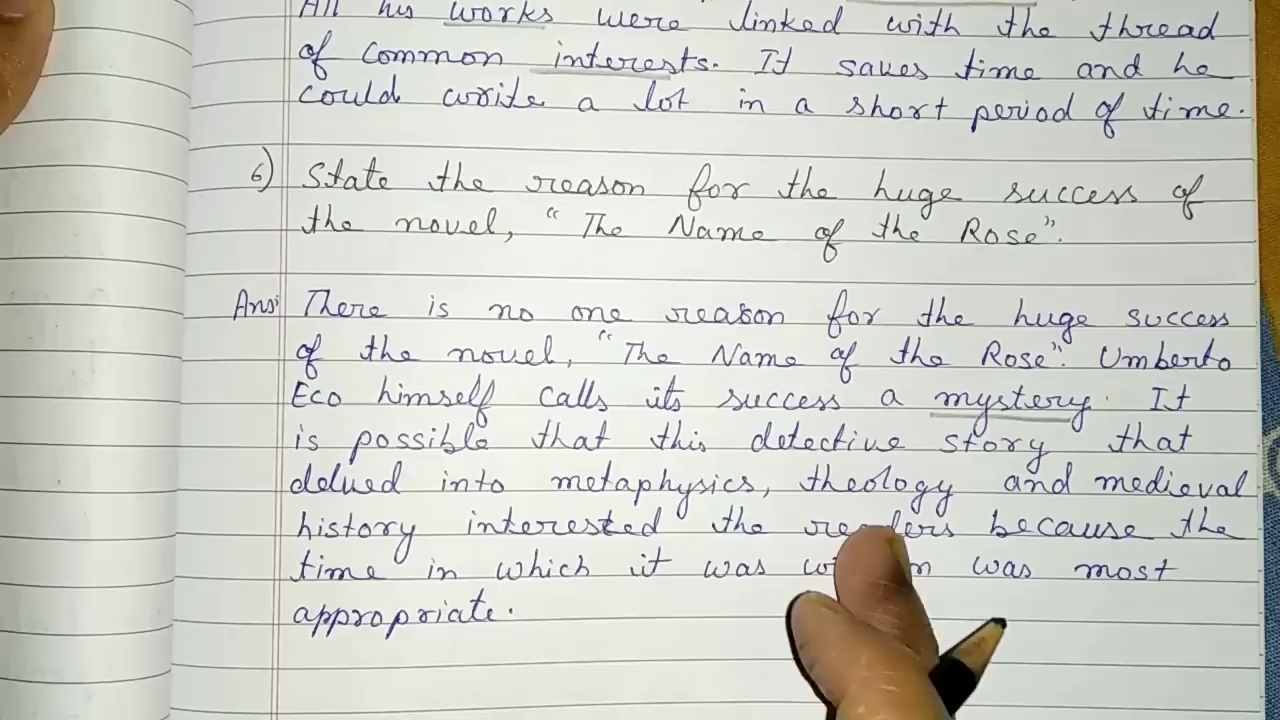 All his works were linked with the thread
of common interests. It saves time and he
could write a lot in a short period of time.
6) State the reason for the huge success of
the novel, "The Name of the Rose".
Ans: There is no one reason for the huge success
of the novel, "The Name of the Rose". Umberto
Eco himself calls its success a mystery. It
is possible that this detective story that
delved into metaphysics, theology and medieval
history interested the readers because the
time in which it was written was most
appropriate.